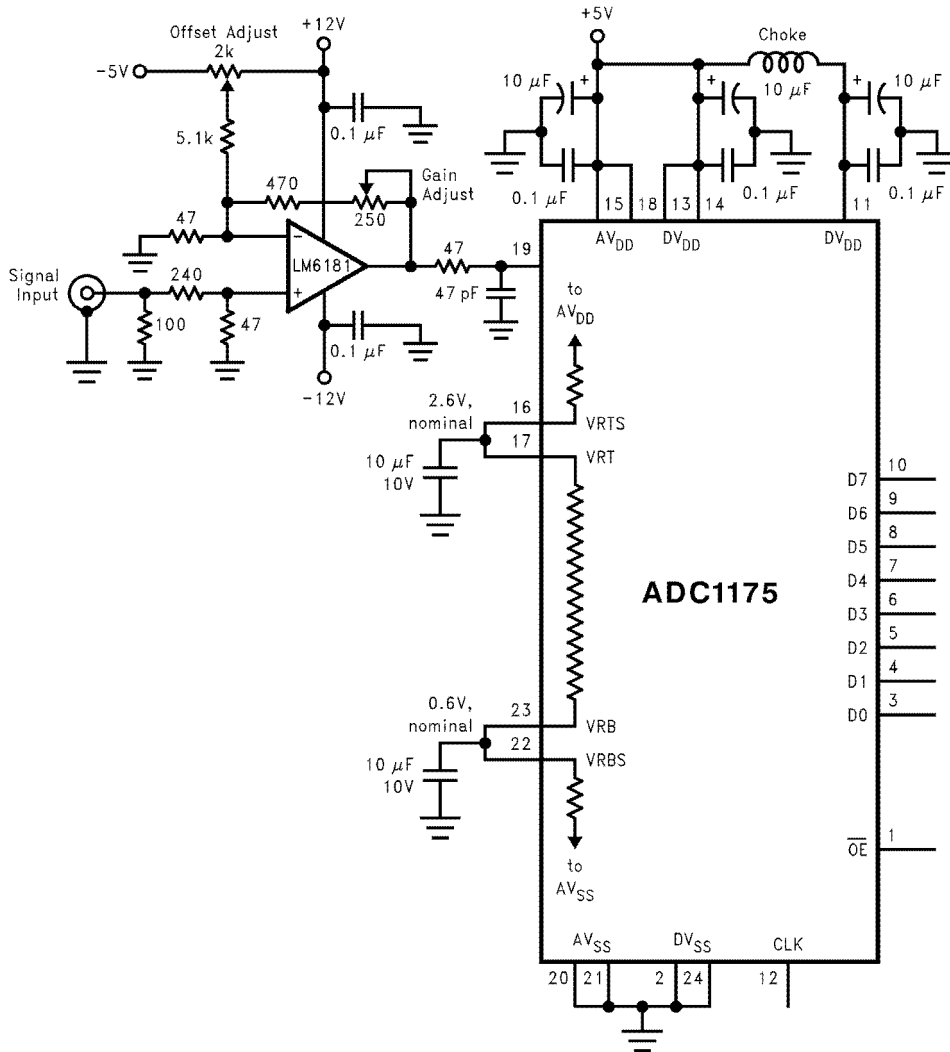 Offset Adjust
2k
+12V
-5V
0.1 μF
5.1k
470
250
Gain
Adjust
47
LM6181
-
+
Signal
Input
240
100
47
0.1 μF
-12V
47
47 pF
19
+5V
Choke
10 μF
10 μF +
+
+ 10 μF
0.1 μF
0.1 μF
0.1 μF
15
18
13
14
11
AVDD
DVDD
DVDD
to
AVDD
2.6V,
nominal
16
VRTS
17
VRT
10 μF
10V
D7
10
D6
9
D5
8
D4
7
D3
6
D2
5
D1
4
D0
3
ADC1175
0.6V,
nominal
23
VRB
22
VRBS
10 μF
10V
to
AVSS
OE
1
AVSS
DVSS
CLK
20
21
2
24
12